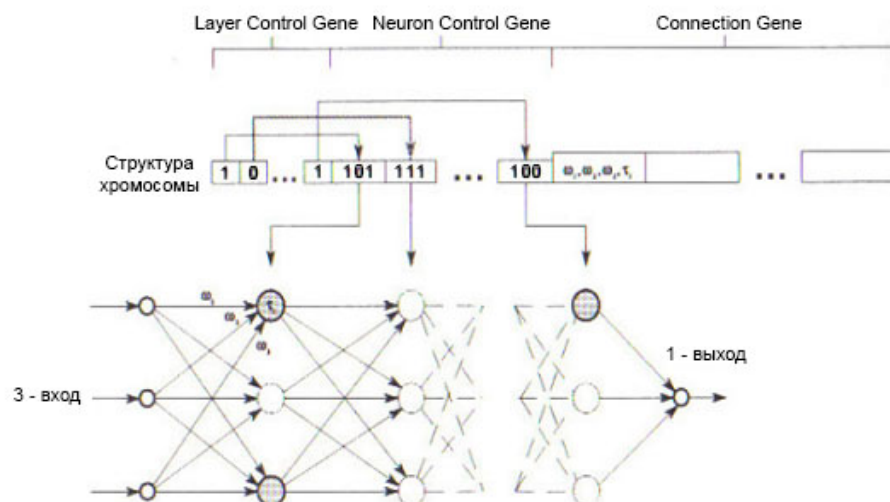 Layer Control Gene Neuron Control Gene Connection Gene
Структура
хромосомы
1 0 ... 1 101 111 ... 100 ...
1 - выход
3 - вход